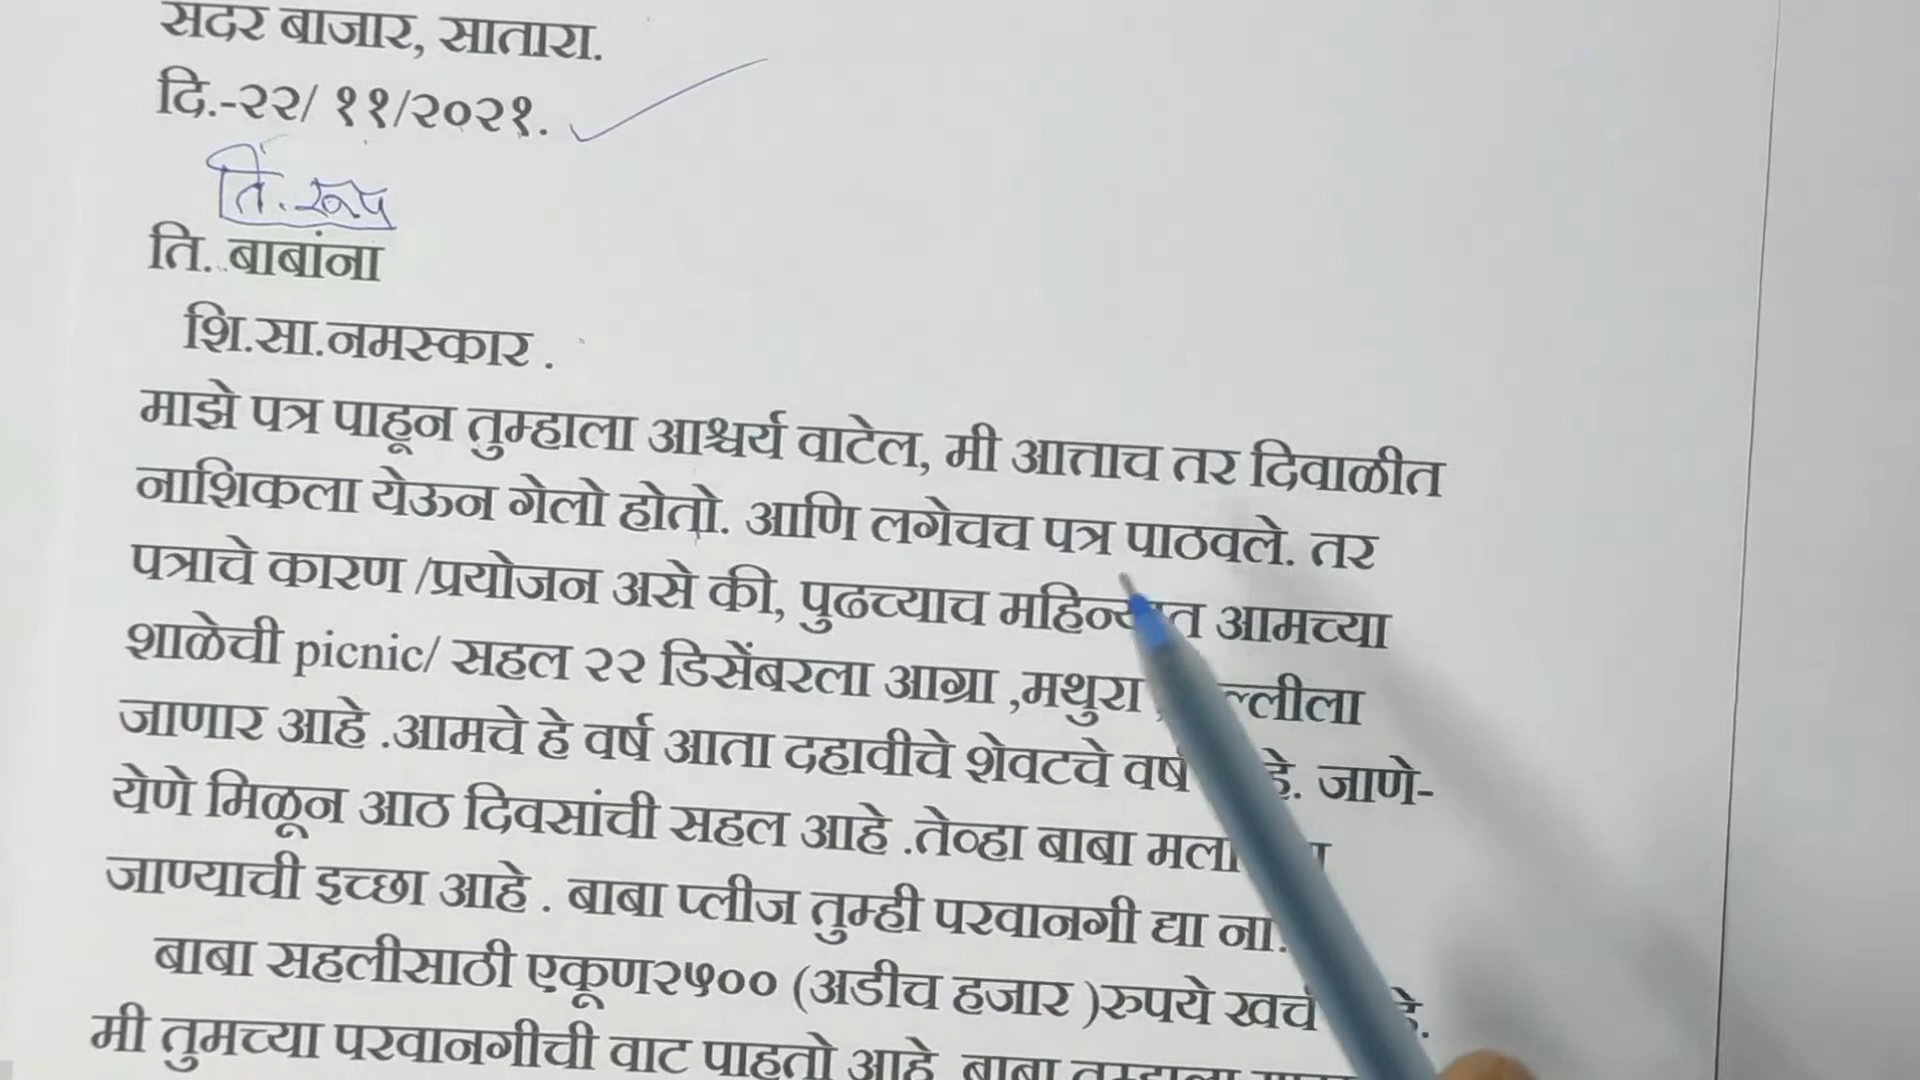 सदर बाजार, सातारा.
दि.-२२/ ११/२०२१.
ति. रूप
ति. बाबांना
शि.सा.नमस्कार .
माझे पत्र पाहून तुम्हाला आश्चर्य वाटेल, मी आत्ताच तर दिवाळीत
नाशिकला येऊन गेलो होतो. आणि लगेचच पत्र पाठवले. तर
पत्राचे कारण /प्रयोजन असे की, पुढच्याच आमच्या
शाळेची picnic/ सहल २२ डिसेंबरला आग्रा ,मथुरा
जाणार आहे .आमचे हे वर्ष आता दहावीचे शेवटचे जाणे-
येणे मिळून आठ दिवसांची सहल आहे .तेव्हा बाबा मला
जाण्याची इच्छा आहे . बाबा प्लीज तुम्ही परवानगी द्या ना.
बाबा सहलीसाठी एकूण२५०० (अडीच हजार )रुपये
मी तुमच्या परवानगीची वाट पाहतो आहे